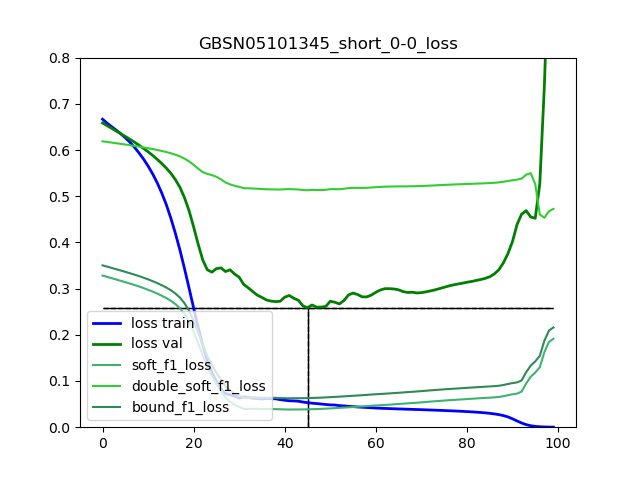 GBSN05101345_short_0-0_loss
0.8
0.7
0.6
0.5
0.4
0.3
0.2
0.1
0.0
loss train
loss val
soft_f1_loss
double_soft_f1_loss
bound_f1_loss
0 20 40 60 80 100